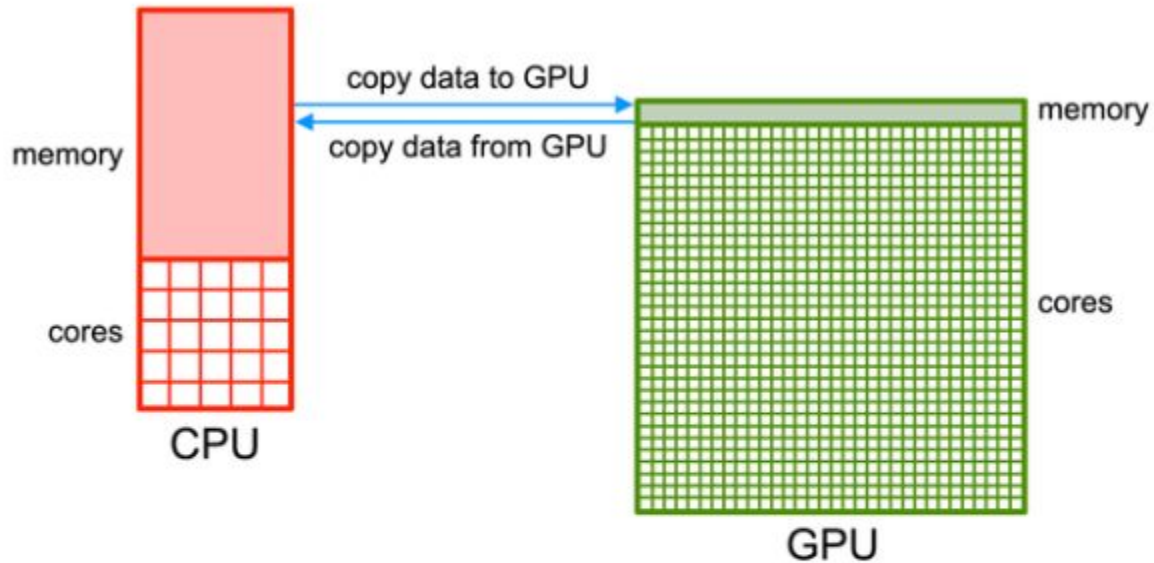 copy data to GPU
memory
copy data from GPU
memory
cores
cores
CPU
GPU